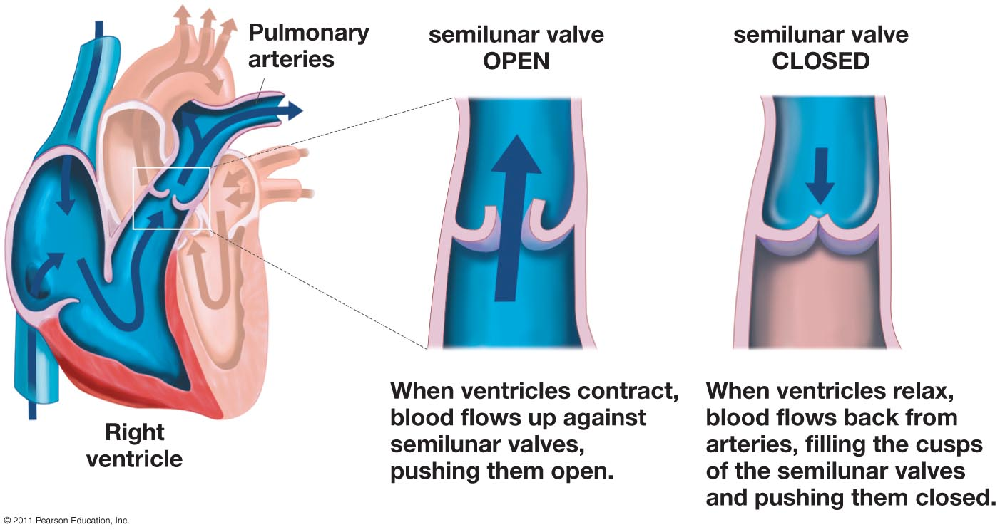 Pulmonary
arteries
semilunar valve
OPEN
semilunar valve
CLOSED
Right
ventricle
When ventricles contract,
blood flows up against
semilunar valves,
pushing them open.
When ventricles relax,
blood flows back from
arteries, filling the cusps
of the semilunar valves
and pushing them closed.
© 2011 Pearson Education, Inc.